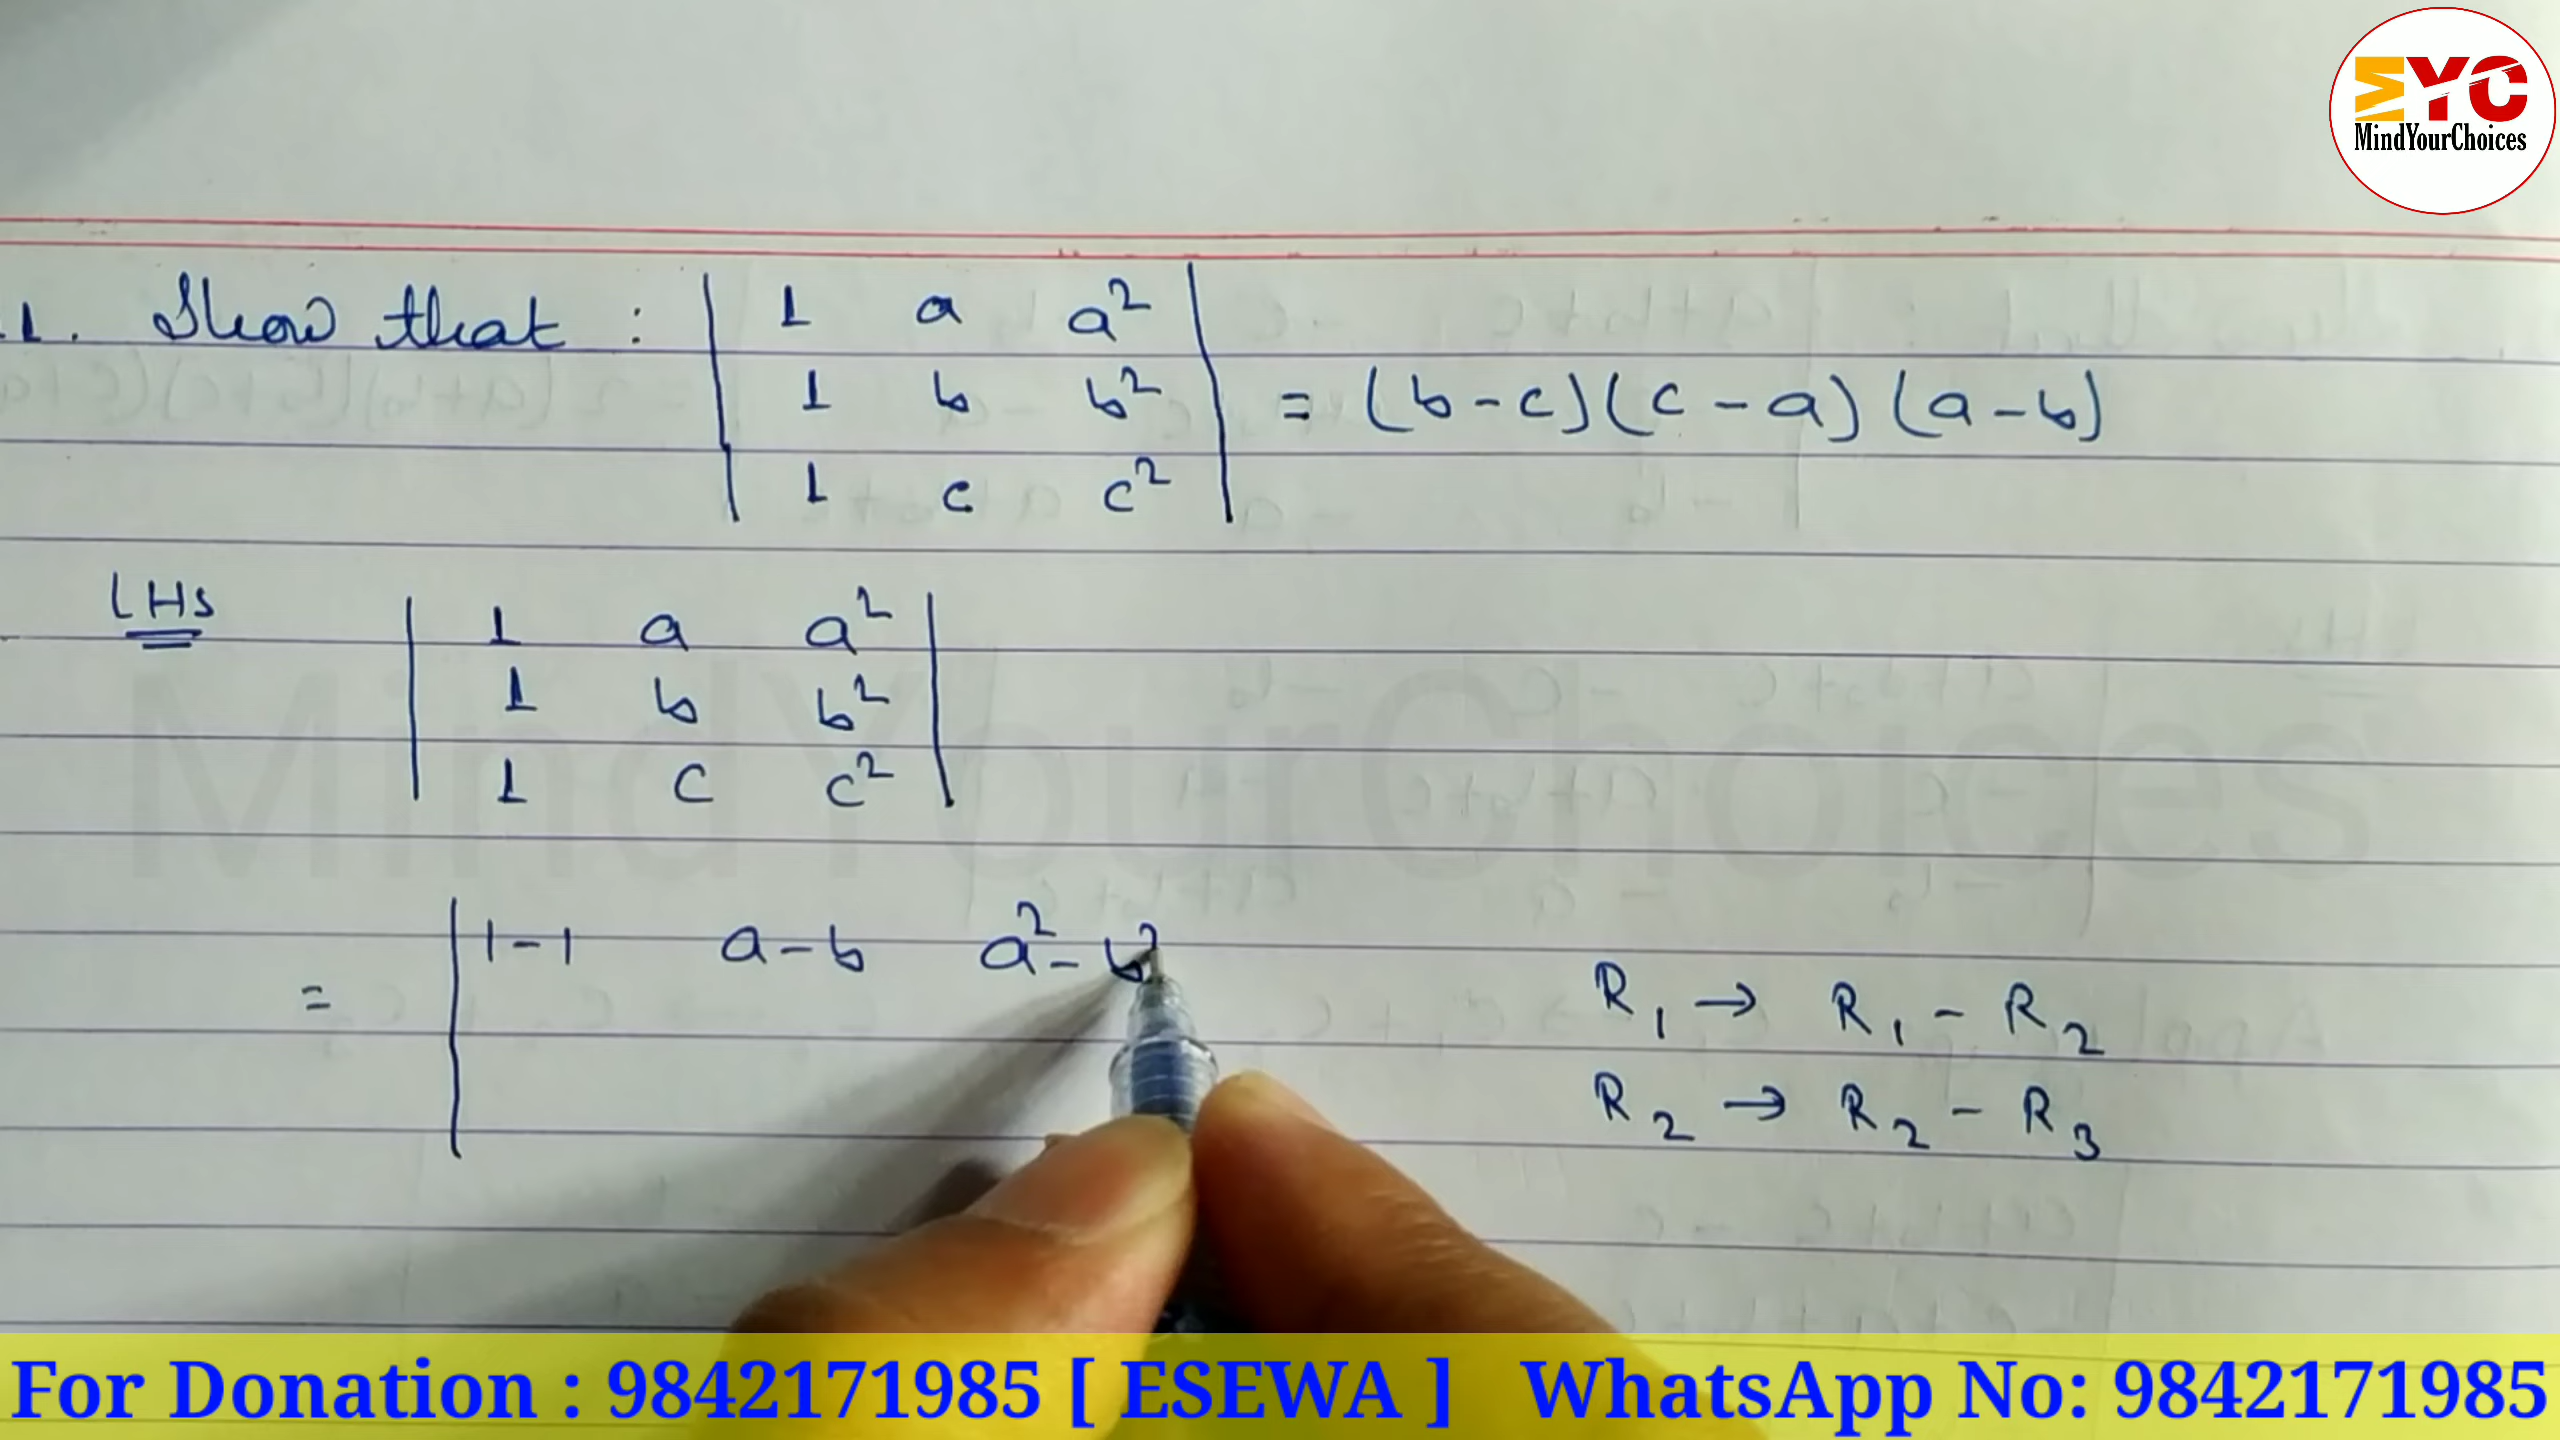 MYC
MindYourChoices
1. Show that : | 1 a a² |
| 1 b b² | = (b-c)(c-a)(a-b)
| 1 c c² |
LHS | 1 a a² |
| 1 b b² |
| 1 c c² |
= | 1-1 a-b a²-b²
R₁ → R₁ - R₂
R₂ → R₂ - R₃
MindYourChoices
For Donation : 9842171985 [ ESEWA ] WhatsApp No: 9842171985